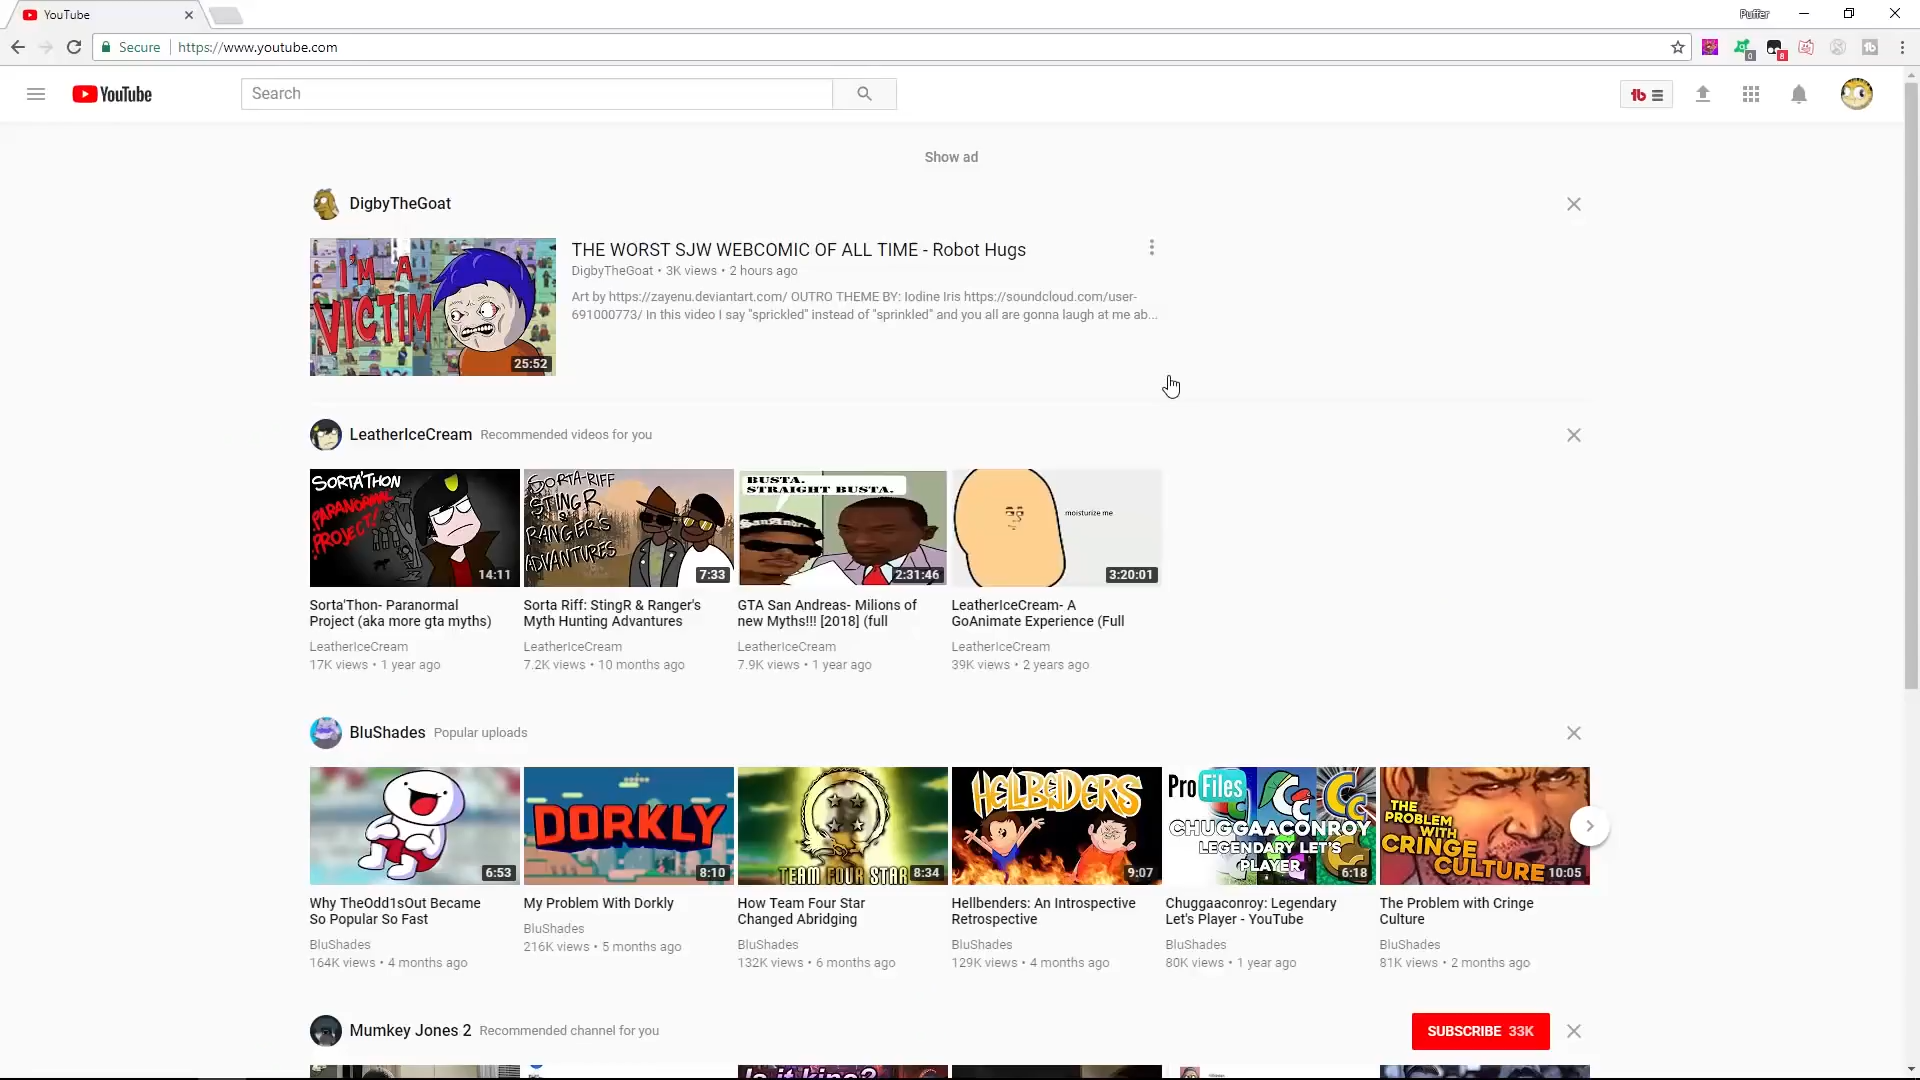 YouTube
Puffer
Secure
https://www.youtube.com
0
8
YouTube
Search
Show ad
DigbyTheGoat
I'M A
VICTIM
25:52
THE WORST SJW WEBCOMIC OF ALL TIME - Robot Hugs
DigbyTheGoat • 3K views • 2 hours ago
Art by https://zayenu.deviantart.com/ OUTRO THEME BY: Iodine Iris https://soundcloud.com/user-
691000773/ In this video I say "sprickled" instead of "sprinkled" and you all are gonna laugh at me ab...
LeatherIceCream Recommended videos for you
SORTA'THON
PARANORMAL
PROJECT!
14:11
SORTA-RIFF
STINGR
& RANGER'S
ADVANTURES
7:33
BUSTA.
STRAIGHT BUSTA.
2:31:46
moisturize me
3:20:01
Sorta'Thon- Paranormal
Project (aka more gta myths)
LeatherIceCream
17K views • 1 year ago
Sorta Riff: StingR & Ranger's
Myth Hunting Advantures
LeatherIceCream
7.2K views • 10 months ago
GTA San Andreas- Milions of
new Myths!!! [2018] (full
LeatherIceCream
7.9K views • 1 year ago
LeatherIceCream- A
GoAnimate Experience (Full
LeatherIceCream
39K views • 2 years ago
BluShades Popular uploads
6:53
DORKLY
8:10
TEAM FOUR STAR
8:34
HELLBENDERS
9:07
ProFiles
CHUGGAACONROY
LEGENDARY LET'S
PLAYER
6:18
THE
PROBLEM
WITH
CRINGE
CULTURE
10:05
Why TheOdd1sOut Became
So Popular So Fast
BluShades
164K views • 4 months ago
My Problem With Dorkly
BluShades
216K views • 5 months ago
How Team Four Star
Changed Abridging
BluShades
132K views • 6 months ago
Hellbenders: An Introspective
Retrospective
BluShades
129K views • 4 months ago
Chuggaaconroy: Legendary
Let's Player - YouTube
BluShades
80K views • 1 year ago
The Problem with Cringe
Culture
BluShades
81K views • 2 months ago
Mumkey Jones 2 Recommended channel for you
SUBSCRIBE 33K